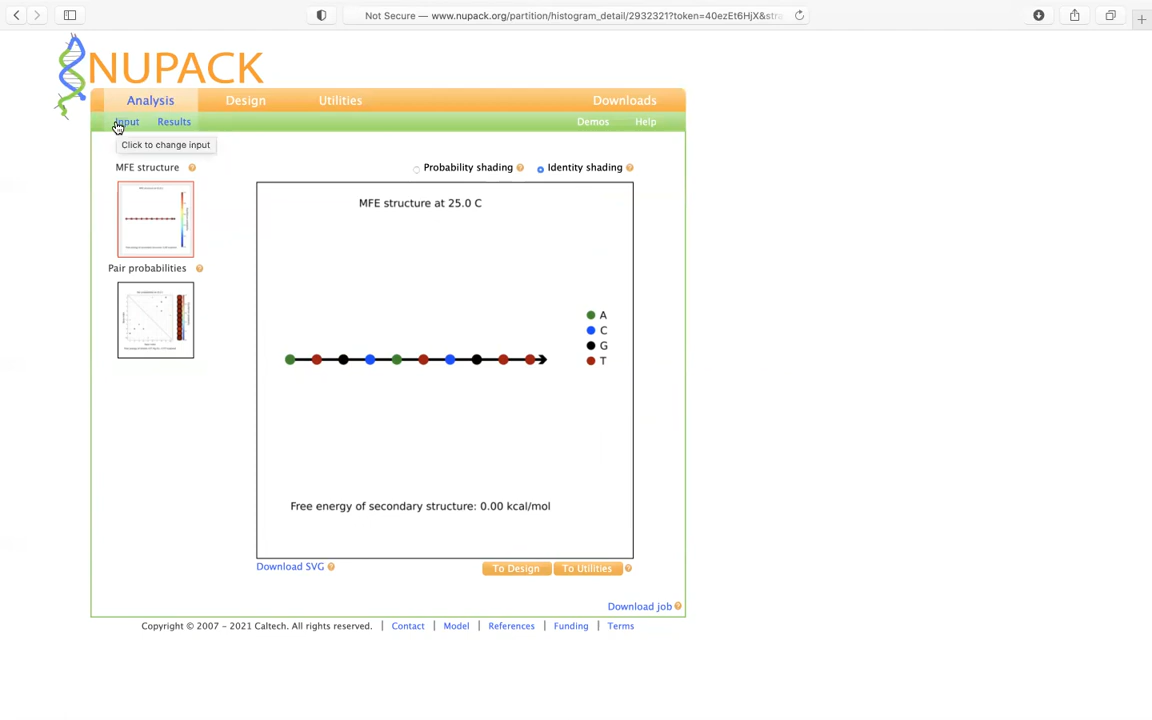 Not Secure — www.nupack.org/partition/histogram_detail/2932321?token=40ezEt6HjX&stra
NUPACK
Analysis Design Utilities Downloads
Input Results Demos Help
Click to change input
MFE structure ? Probability shading ? Identity shading ?
MFE structure at 25.0 C
Pair probabilities ?
A
C
G
T
Free energy of secondary structure: 0.00 kcal/mol
Download SVG ? To Design To Utilities ?
Download job ?
Copyright © 2007 – 2021 Caltech. All rights reserved. | Contact | Model | References | Funding | Terms